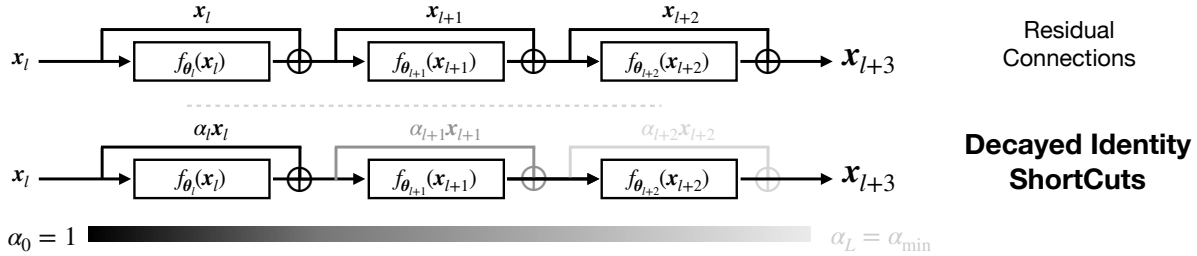 x_l x_{l+1} x_{l+2}
x_l f_{θ_l}(x_l) f_{θ_{l+1}}(x_{l+1}) f_{θ_{l+2}}(x_{l+2}) x_{l+3}
Residual
Connections
α_l x_l α_{l+1} x_{l+1} α_{l+2} x_{l+2}
x_l f_{θ_l}(x_l) f_{θ_{l+1}}(x_{l+1}) f_{θ_{l+2}}(x_{l+2}) x_{l+3}
Decayed Identity
ShortCuts
α_0 = 1 α_L = α_min